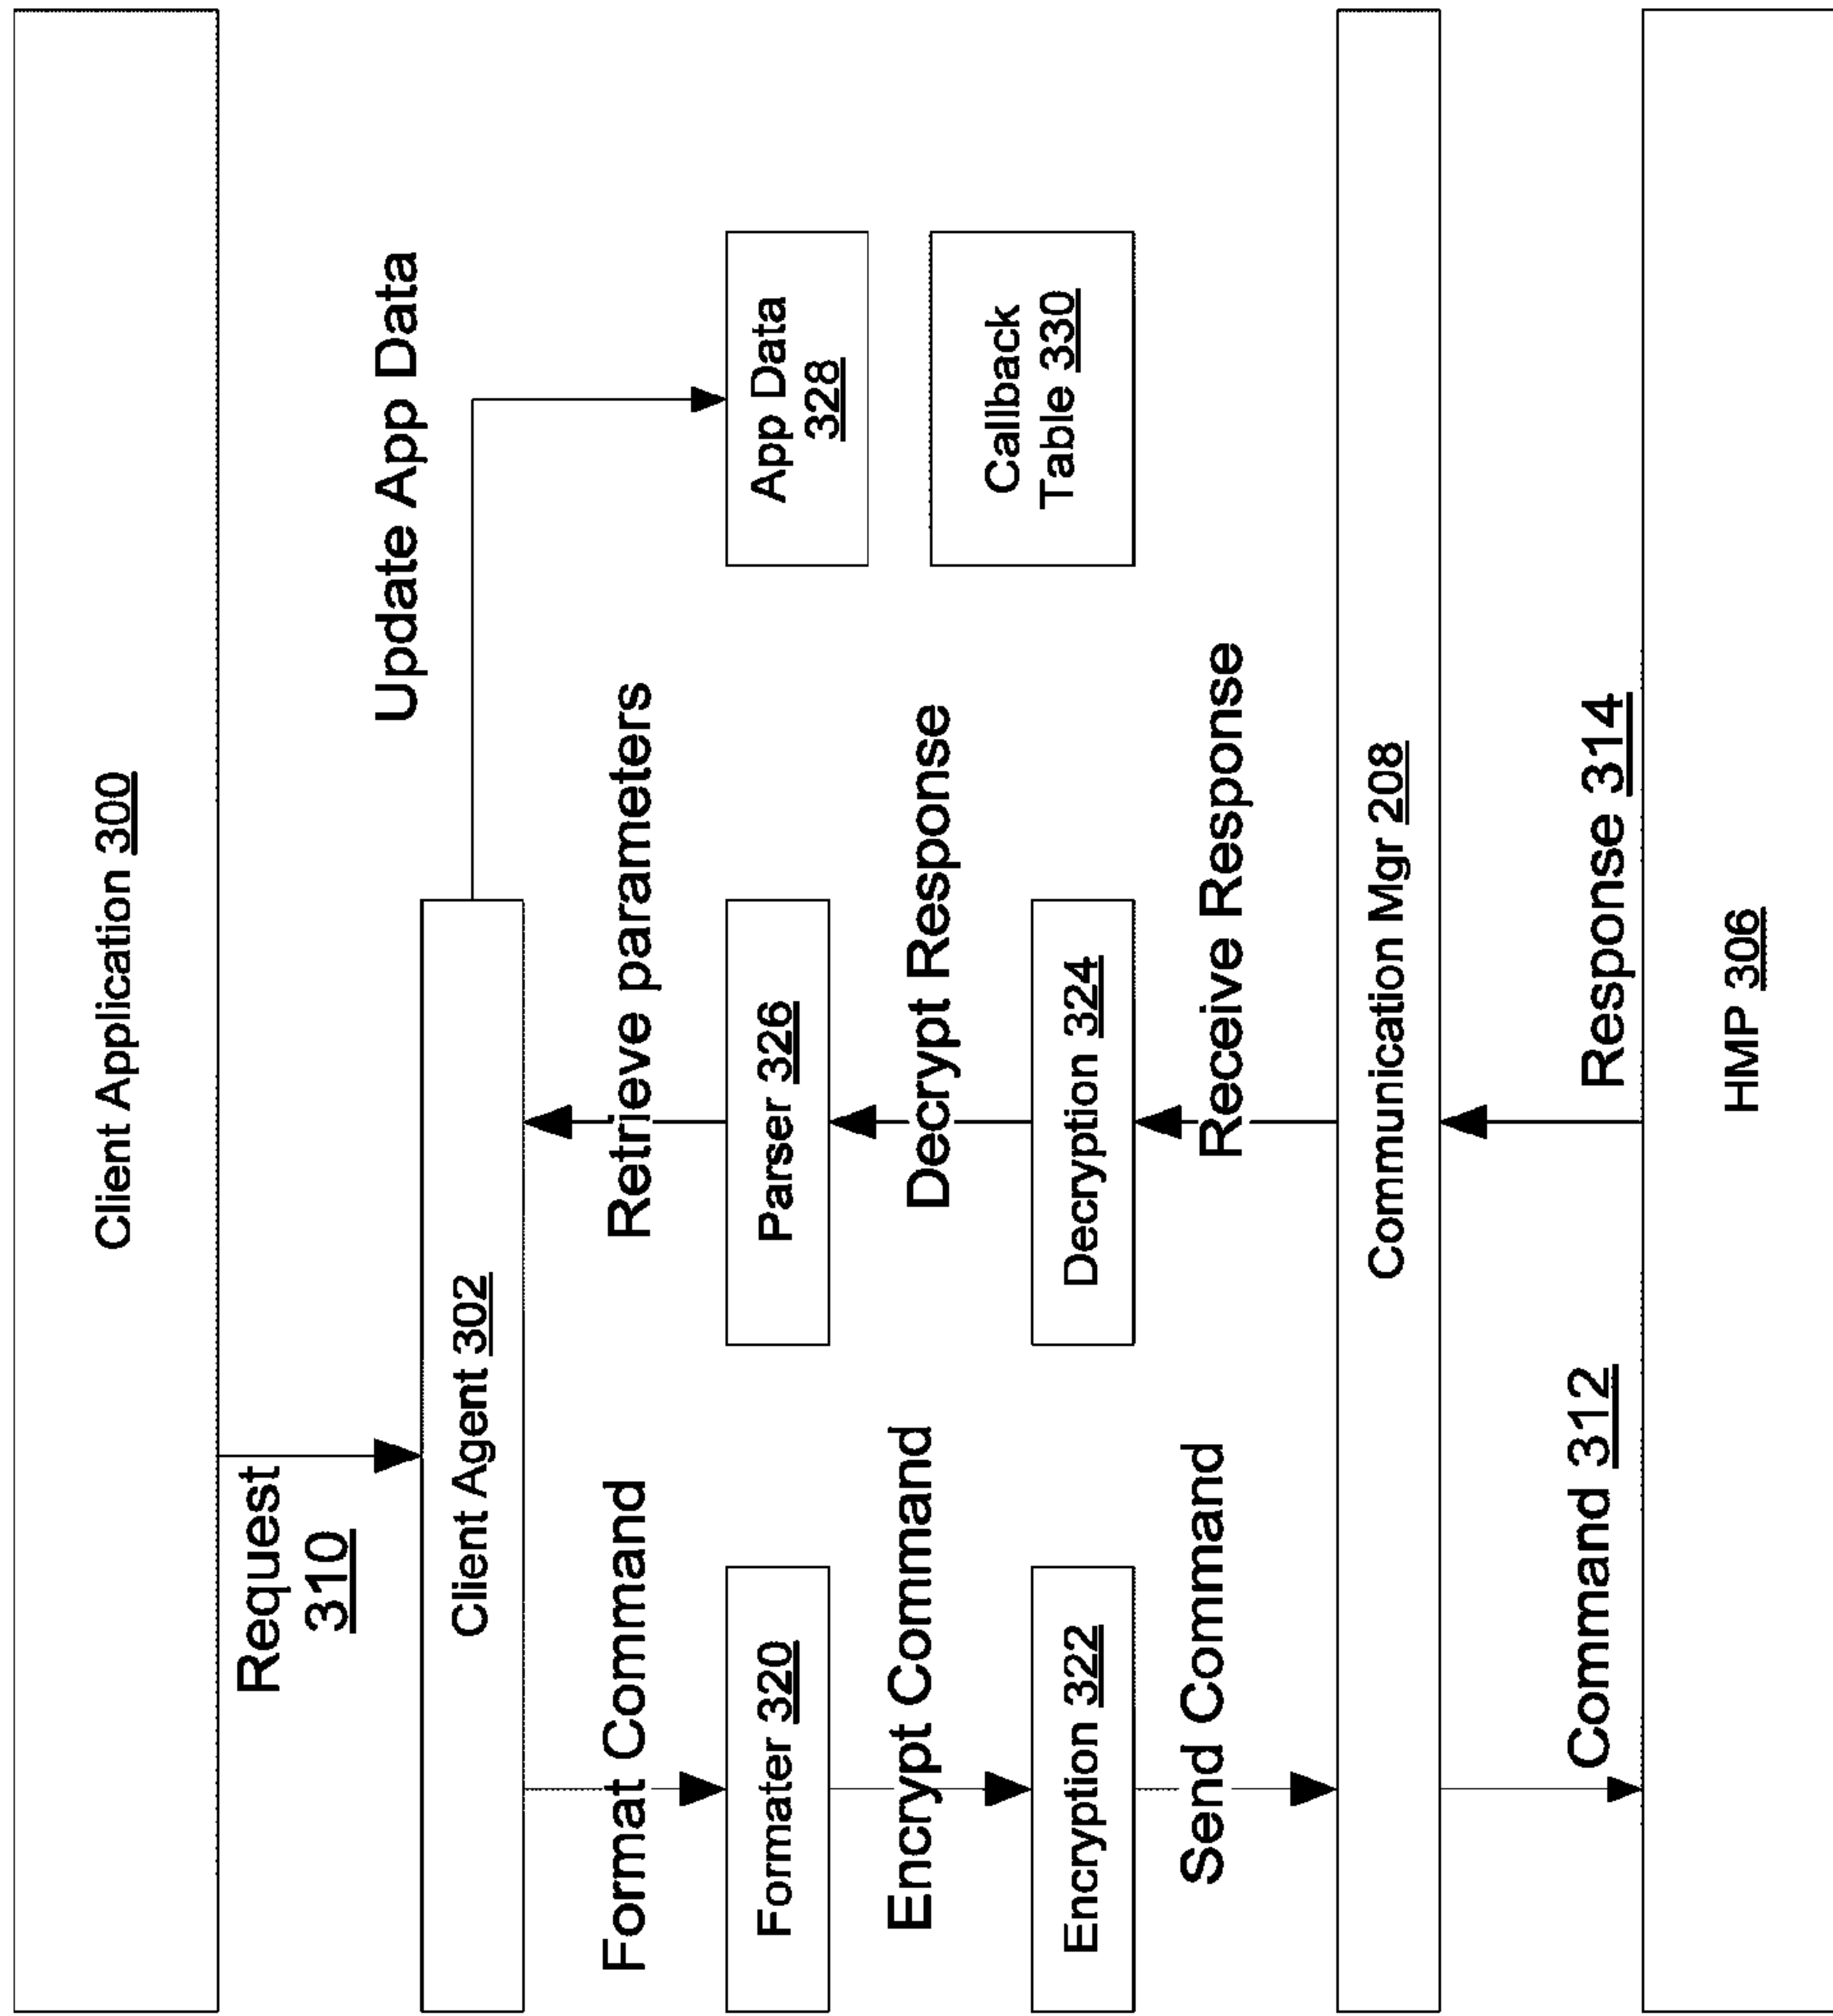 Client Application 300
Request
310
Update App Data
Client Agent 302
Format Command
Retrieve parameters
Formater 320
Parser 326
App Data
328
Encrypt Command
Decrypt Response
Callback
Table 330
Encryption 322
Decryption 324
Send Command
Receive Response
Communication Mgr 208
Command 312
Response 314
HMP 306